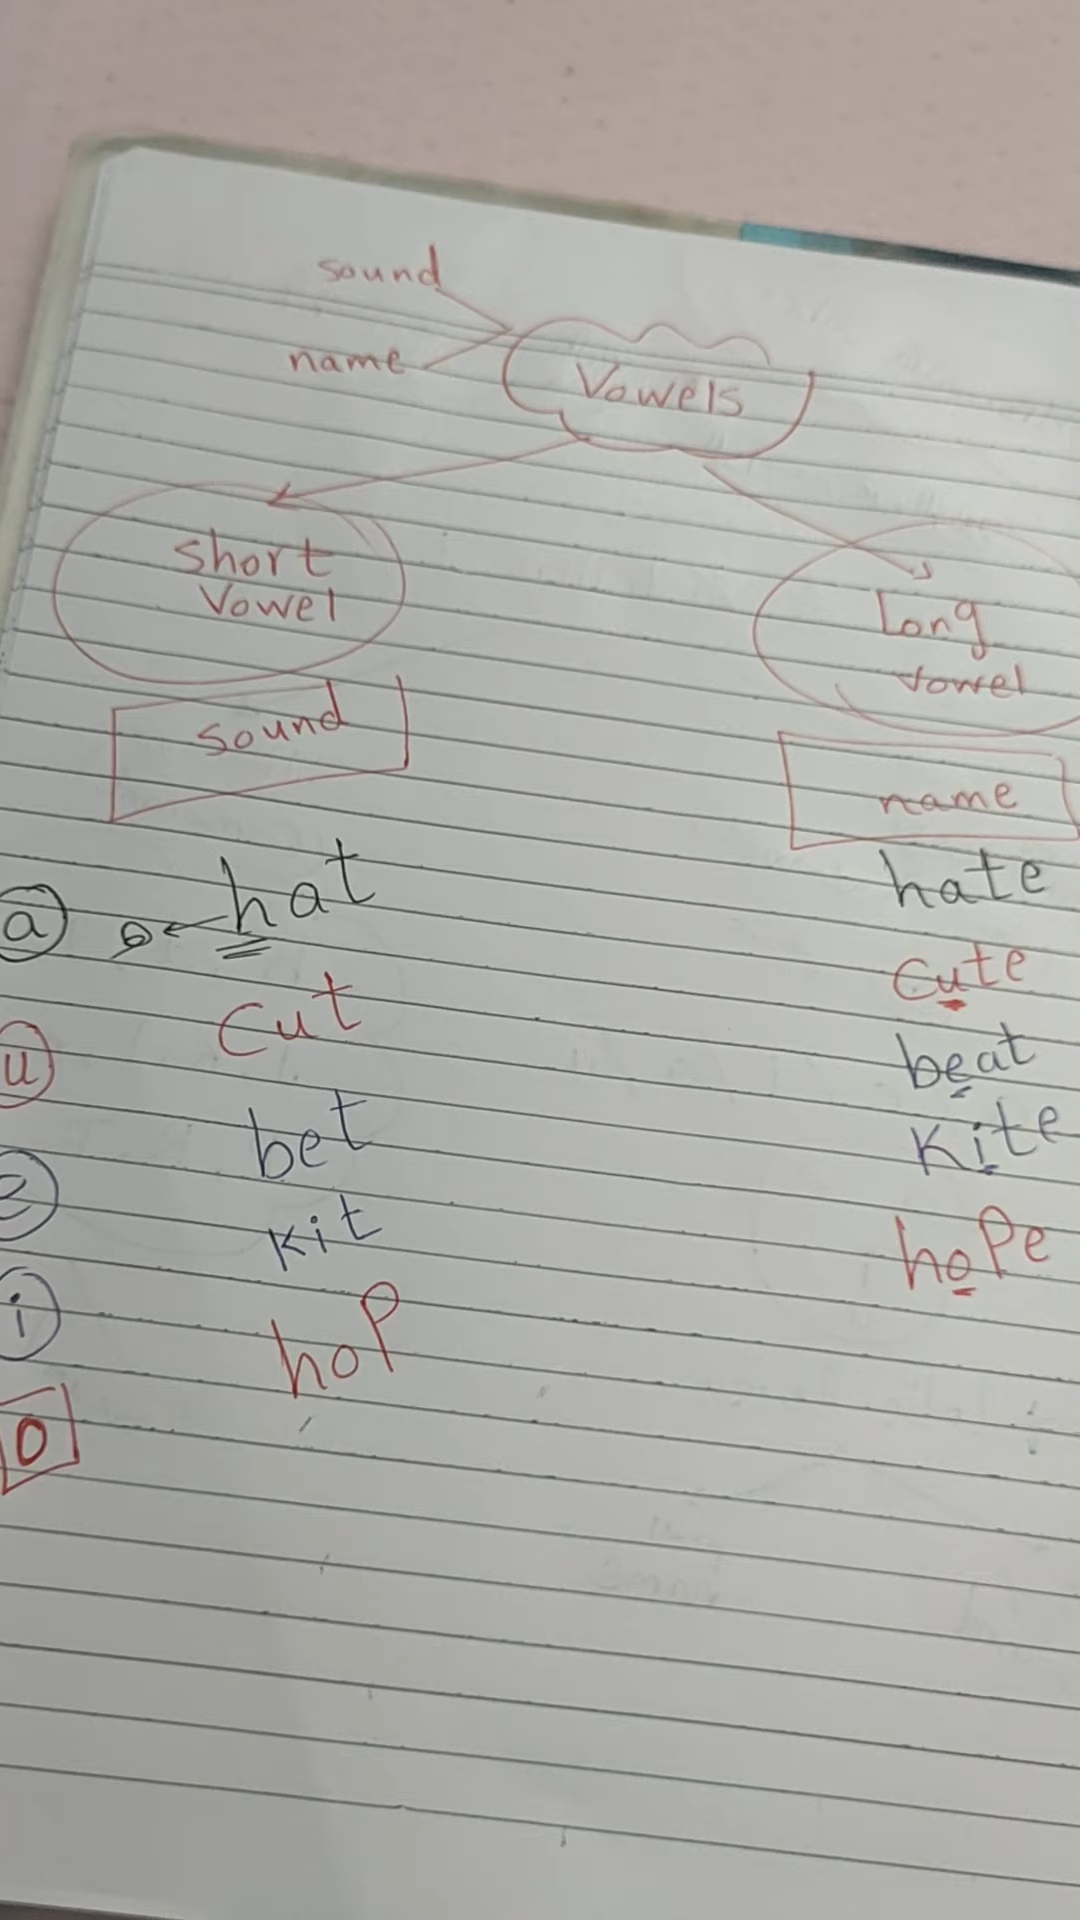 sound
name
Vowels
short
Vowel
Long
vowel
sound
name
a hat hate
u cut cute
e bet beat
i Kit Kite
o hop hope